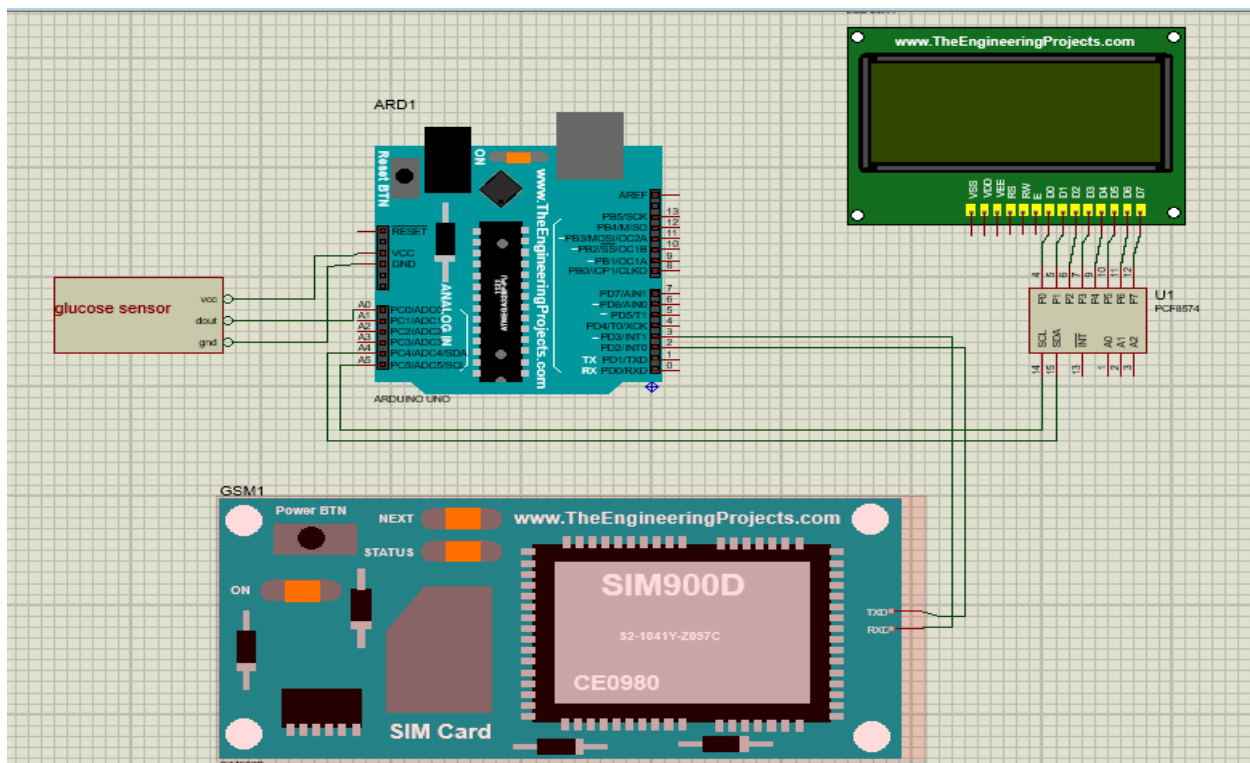 www.TheEngineeringProjects.com
VSS
VDD
VEE
RS
RW
E
D0
D1
D2
D3
D4
D5
D6
D7
ARD1
Reset BTN
ON
www.TheEngineeringProjects.com
RESET
VCC
GND
AREF
PB5/SCK 13
PB4/MISO 12
PB3/MOSI/OC2A 11
PB2/SS/OC1B 10
PB1/OC1A 9
PB0/ICP1/CLKO 8
PD7/AIN1 7
PD6/AIN0 6
PD5/T1 5
PD4/T0/XCK 4
PD3/INT1 3
PD2/INT0 2
TX PD1/TXD 1
RX PD0/RXD 0
ANALOG IN
A0 PC0/ADC0
A1 PC1/ADC1
A2 PC2/ADC2
A3 PC3/ADC3
A4 PC4/ADC4/SDA
A5 PC5/ADC5/SCL
ARDUINO UNO
glucose sensor
vcc
dout
gnd
4 5 6 7 9 10 11 12
P0 P1 P2 P3 P4 P5 P6 P7
U1
PCF8574
SCL SDA INT A0 A1 A2
14 15 13 1 2 3
GSM1
Power BTN
NEXT
STATUS
ON
www.TheEngineeringProjects.com
SIM900D
S2-1041Y-Z097C
CE0980
SIM Card
TXD
RXD